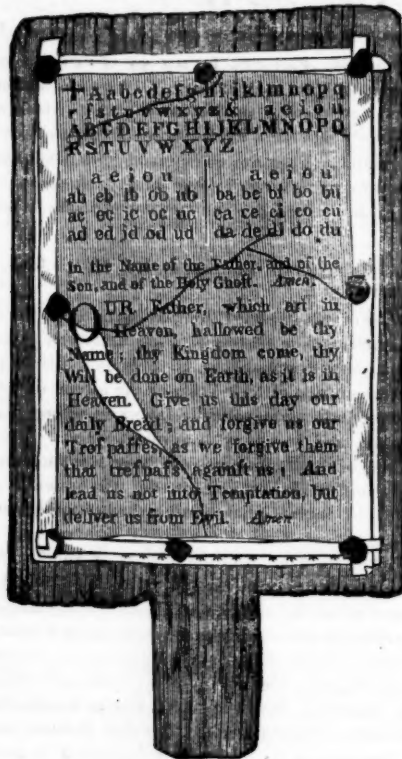 +Aabcdefghijklmnopq
rſstuvwxyz& aeiou
ABCDEFGHIJKLMNOPQ
RSTUVWXYZ
a e i o u | a e i o u
ab eb ib ob ub | ba be bi bo bu
ac ec ic oc uc | ca ce ci co cu
ad ed id od ud | da de di do du
In the Name of the Father, and of the
Son, and of the Holy Ghoſt. Amen.
OUR Father, which art in
Heaven, hallowed be thy
Name; thy Kingdom come, thy
Will be done on Earth, as it is in
Heaven. Give us this day our
daily Bread; and forgive us our
Treſpaſſes, as we forgive them
that treſpaſs againſt us: And
lead us not into Temptation, but
deliver us from Evil. Amen